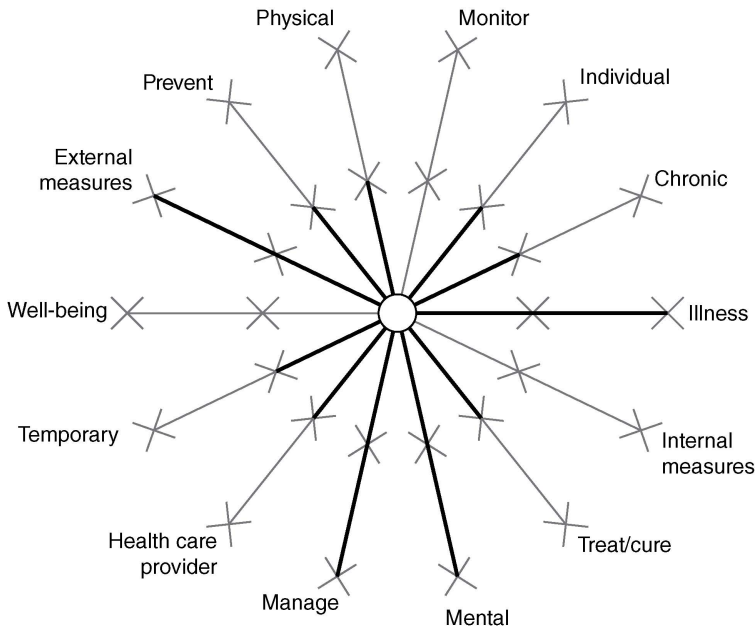 Physical
Monitor
Prevent
Individual
External
measures
Chronic
Well-being
Illness
Temporary
Internal
measures
Health care
provider
Treat/cure
Manage
Mental